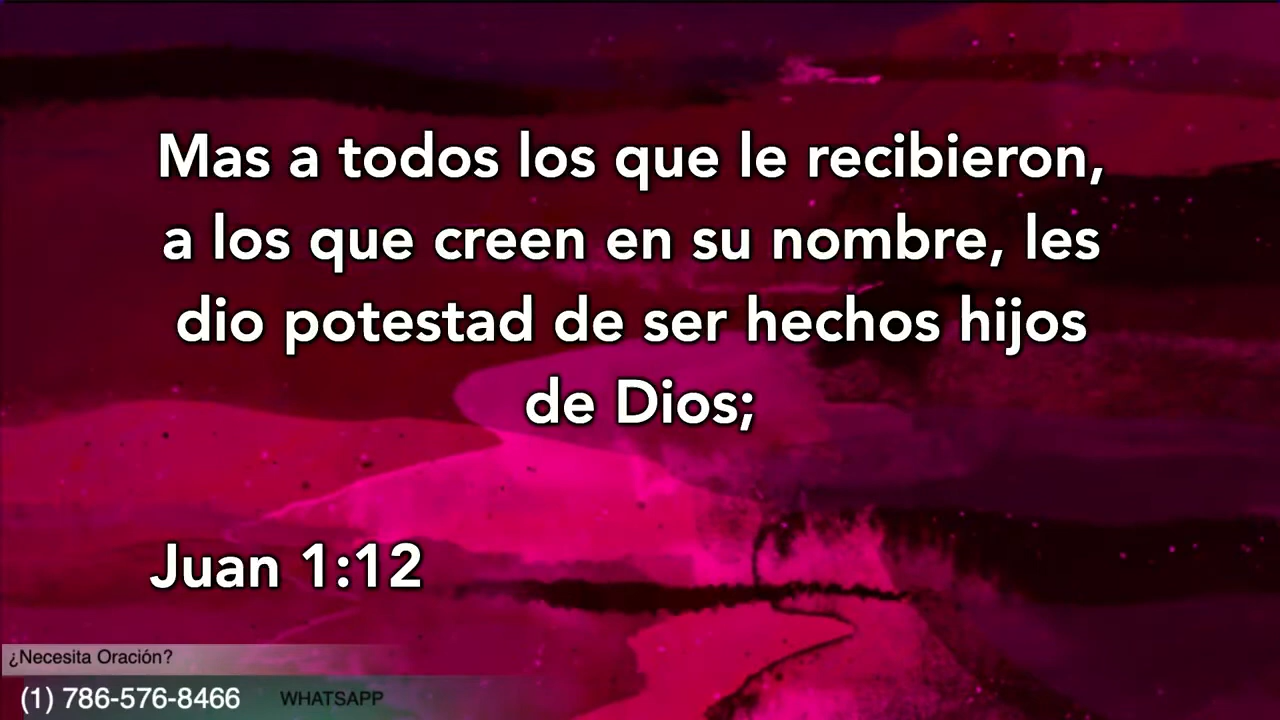 Mas a todos los que le recibieron,
a los que creen en su nombre, les
dio potestad de ser hechos hijos
de Dios;
Juan 1:12
¿Necesita Oración?
(1) 786-576-8466 WHATSAPP